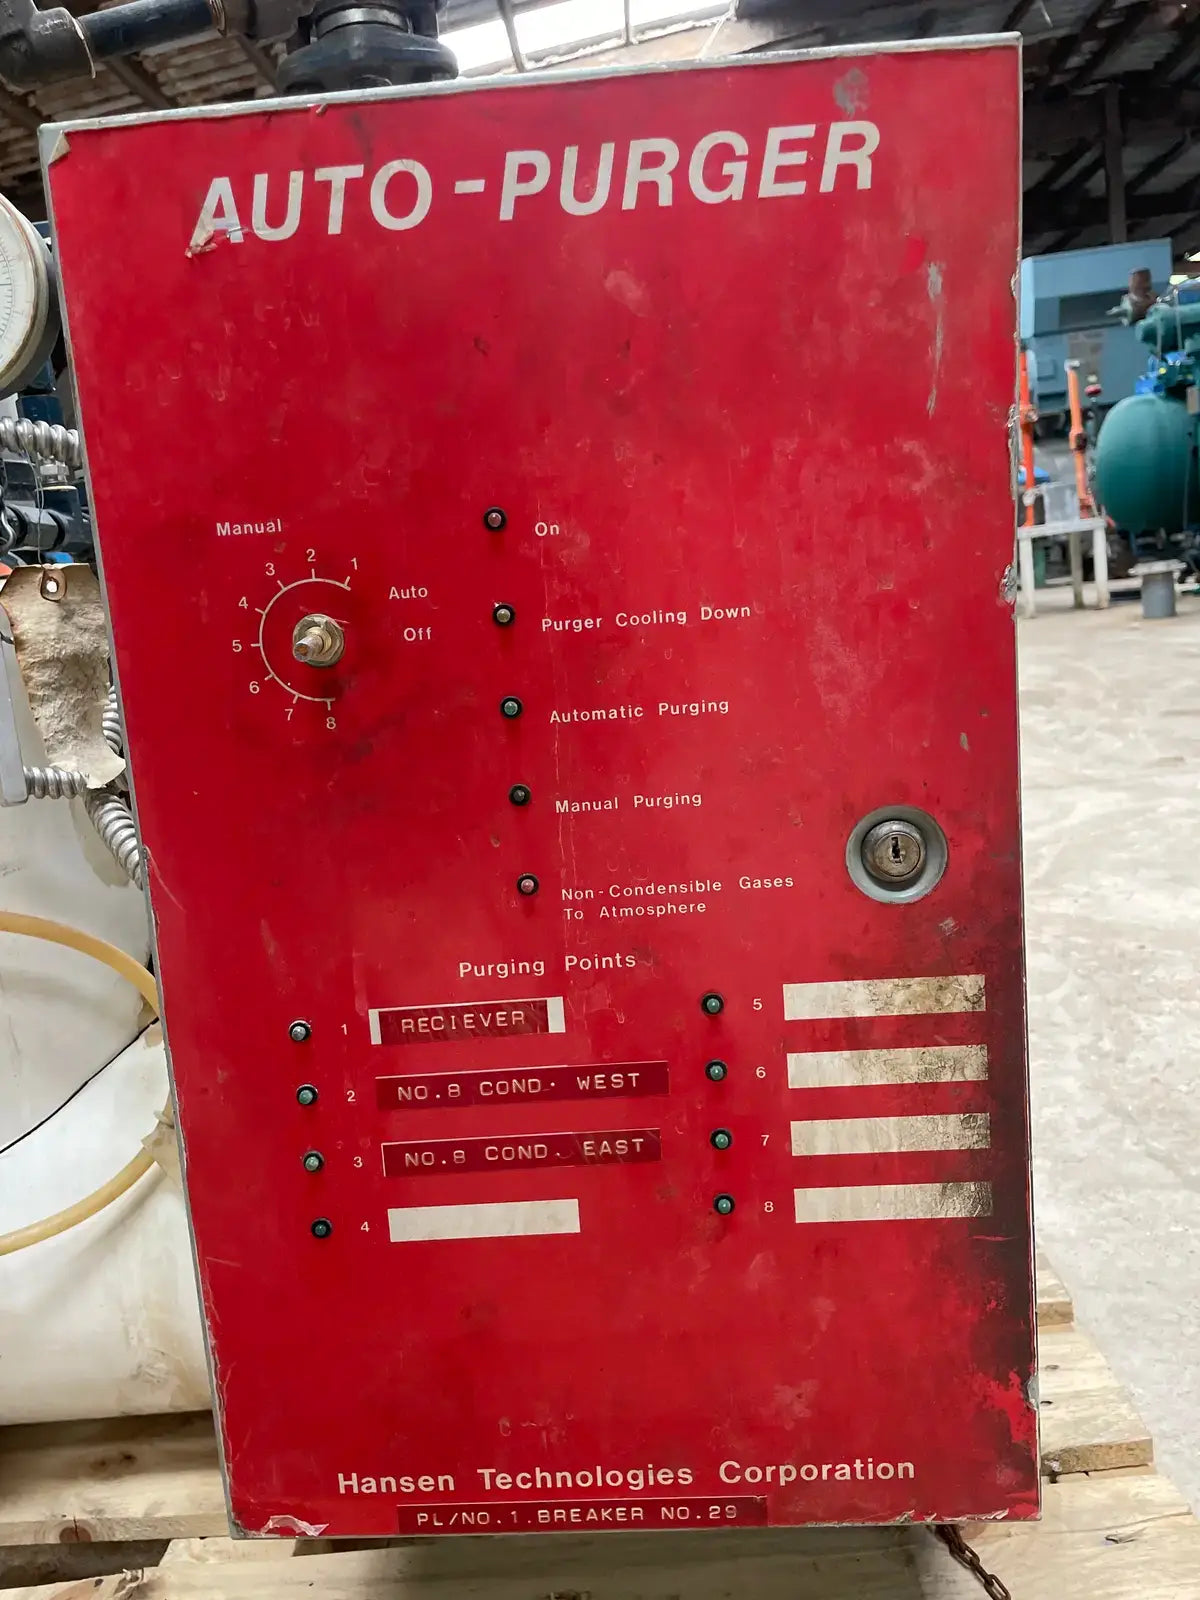 AUTO-PURGER
Manual
1
2
3
4
5
6
7
8
Auto
Off
On
Purger Cooling Down
Automatic Purging
Manual Purging
Non-Condensible Gases
To Atmosphere
Purging Points
1 RECIEVER
2 NO.8 COND. WEST
3 NO.8 COND. EAST
4
5
6
7
8
Hansen Technologies Corporation
PL/NO.1.BREAKER NO.29